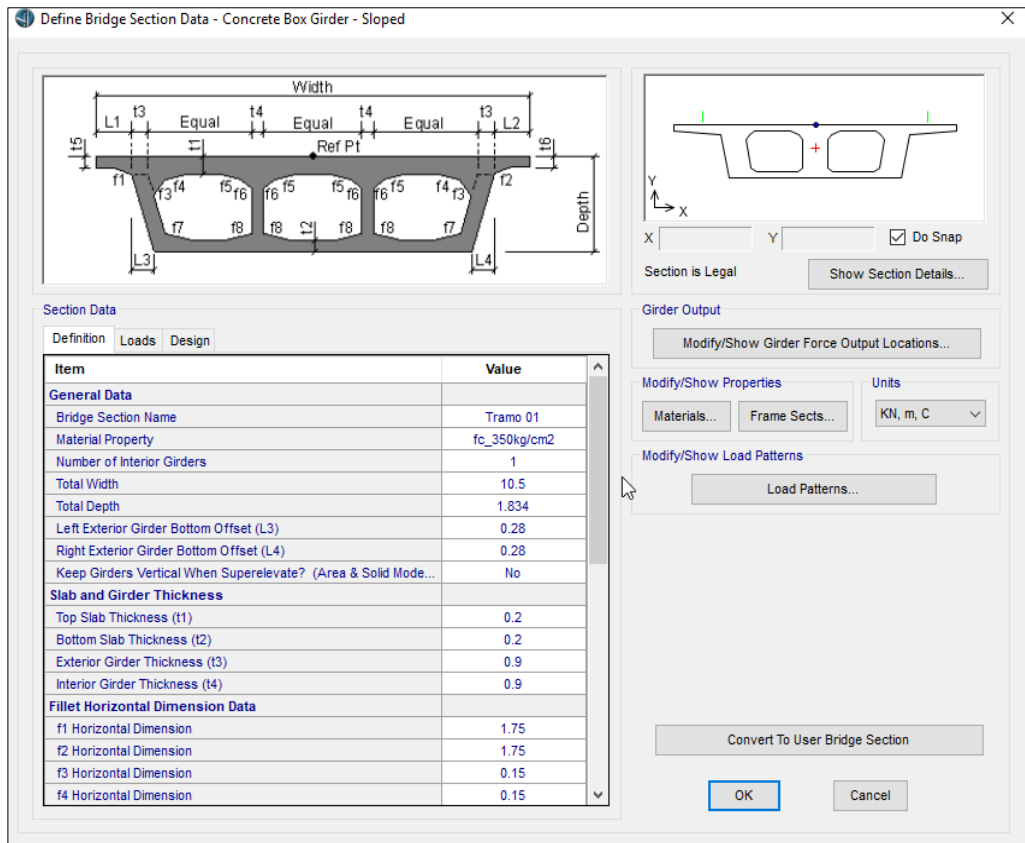 Define Bridge Section Data - Concrete Box Girder - Sloped
Width
L1 t3 Equal t4 Equal t4 Equal t3 L2
t5 t1 Ref Pt t6
f1 f3 f4 f5 f6 f6 f5 f5 f6 f6 f5 f4 f3 f2
f7 f8 f8 t2 f8 f8 f7
Depth
L3 L4
Y
X
X Y Do Snap
Section is Legal Show Section Details...
Section Data
Definition Loads Design
Item Value
General Data
Bridge Section Name Tramo 01
Material Property fc_350kg/cm2
Number of Interior Girders 1
Total Width 10.5
Total Depth 1.834
Left Exterior Girder Bottom Offset (L3) 0.28
Right Exterior Girder Bottom Offset (L4) 0.28
Keep Girders Vertical When Superelevate? (Area & Solid Mode... No
Slab and Girder Thickness
Top Slab Thickness (t1) 0.2
Bottom Slab Thickness (t2) 0.2
Exterior Girder Thickness (t3) 0.9
Interior Girder Thickness (t4) 0.9
Fillet Horizontal Dimension Data
f1 Horizontal Dimension 1.75
f2 Horizontal Dimension 1.75
f3 Horizontal Dimension 0.15
f4 Horizontal Dimension 0.15
Girder Output
Modify/Show Girder Force Output Locations...
Modify/Show Properties Units
Materials... Frame Sects... KN, m, C
Modify/Show Load Patterns
Load Patterns...
Convert To User Bridge Section
OK Cancel